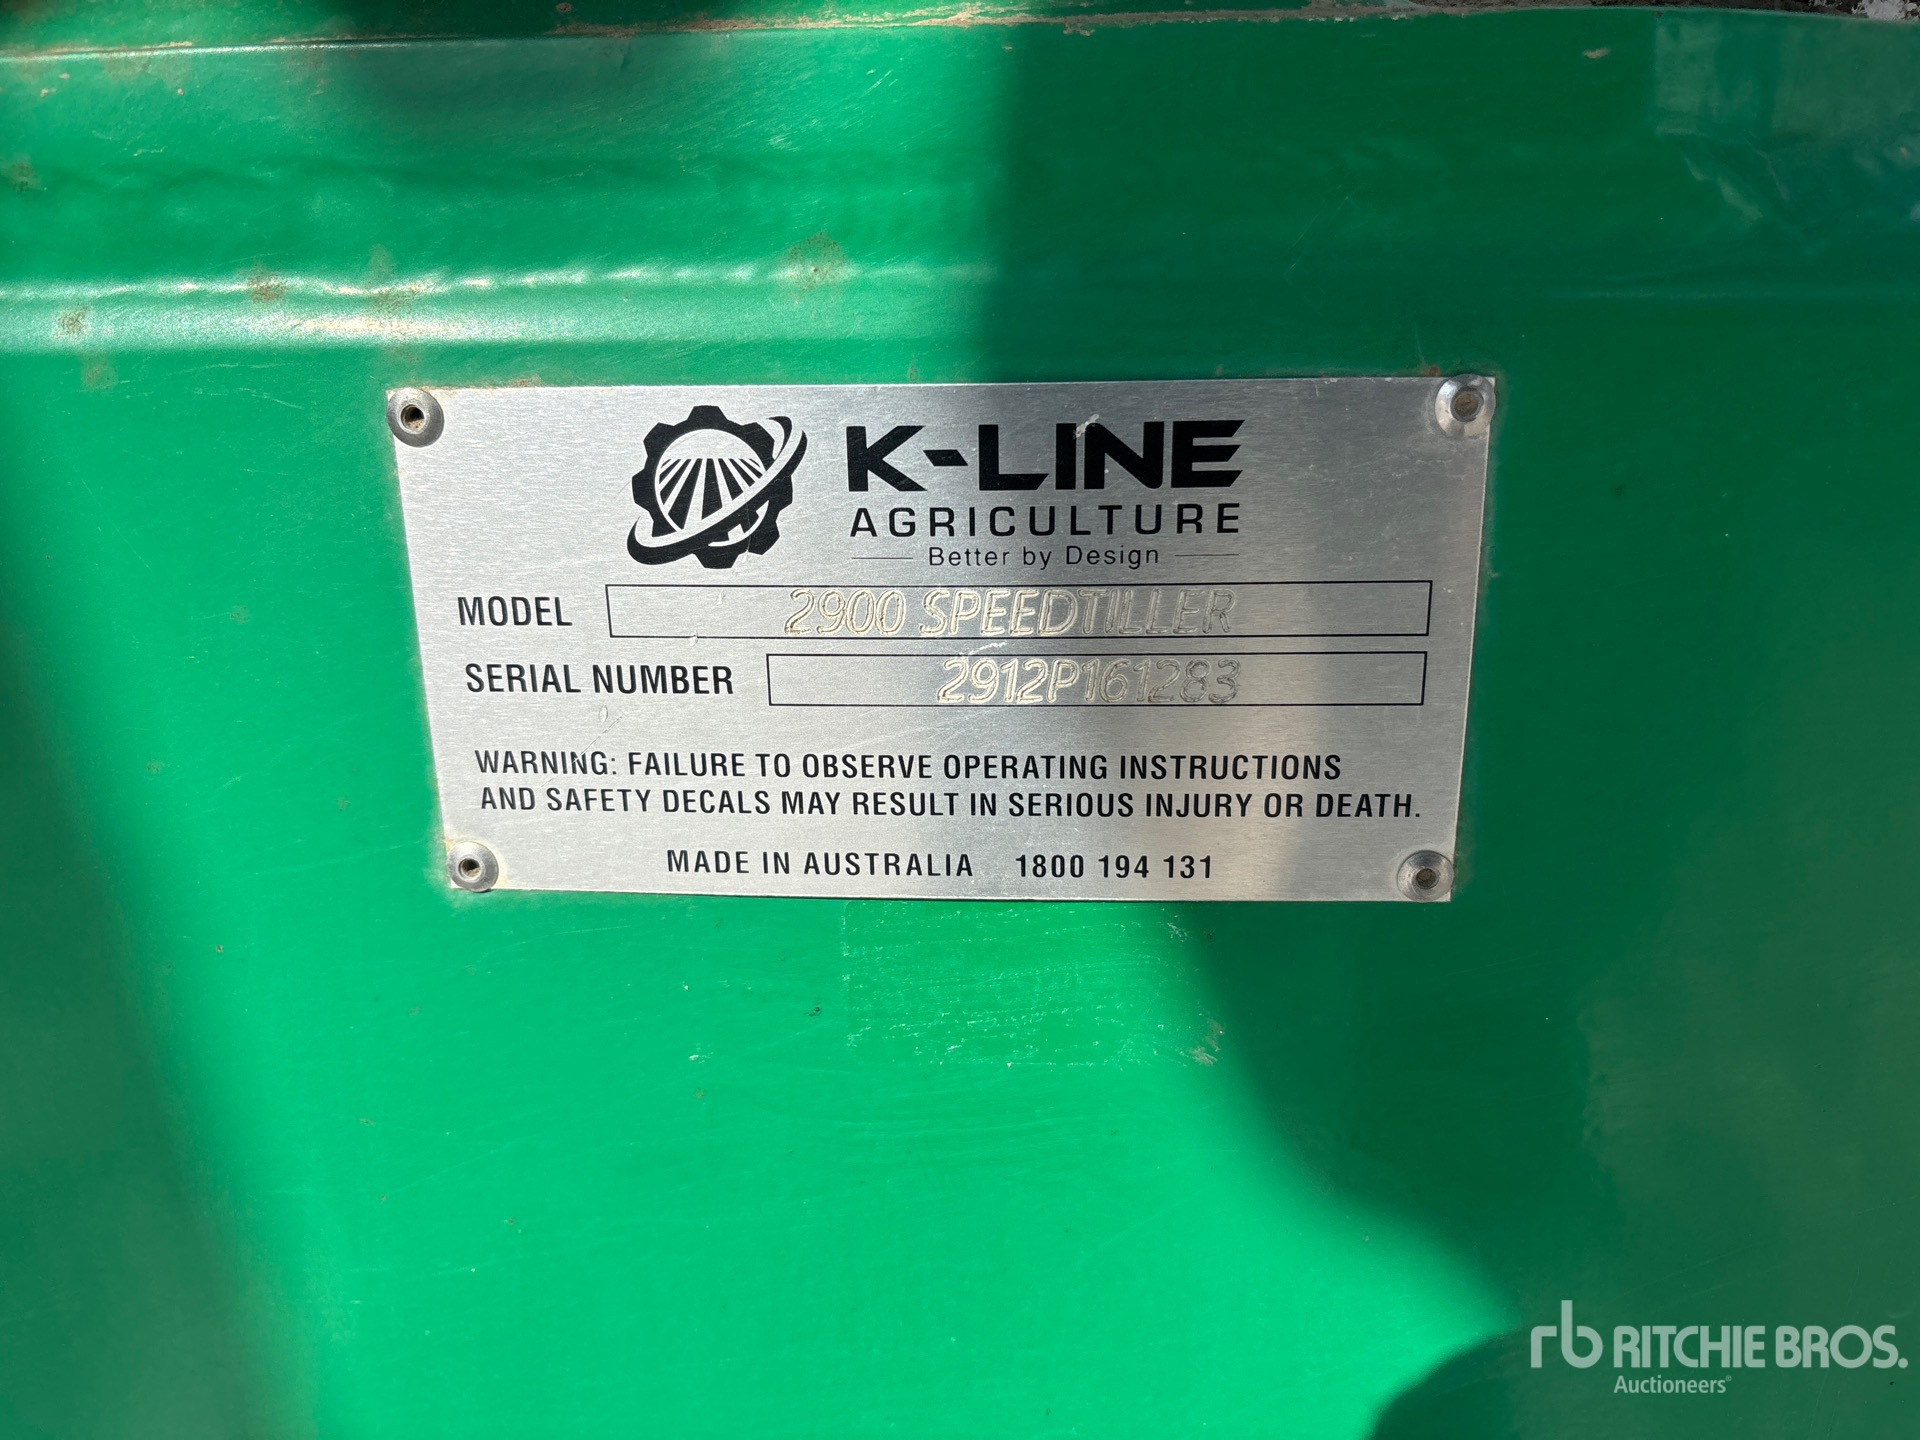 K-LINE
AGRICULTURE
Better by Design
MODEL 2900 SPEEDTILLER
SERIAL NUMBER 2912P161283
WARNING: FAILURE TO OBSERVE OPERATING INSTRUCTIONS
AND SAFETY DECALS MAY RESULT IN SERIOUS INJURY OR DEATH.
MADE IN AUSTRALIA 1800 194 131
rb RITCHIE BROS.
Auctioneers®